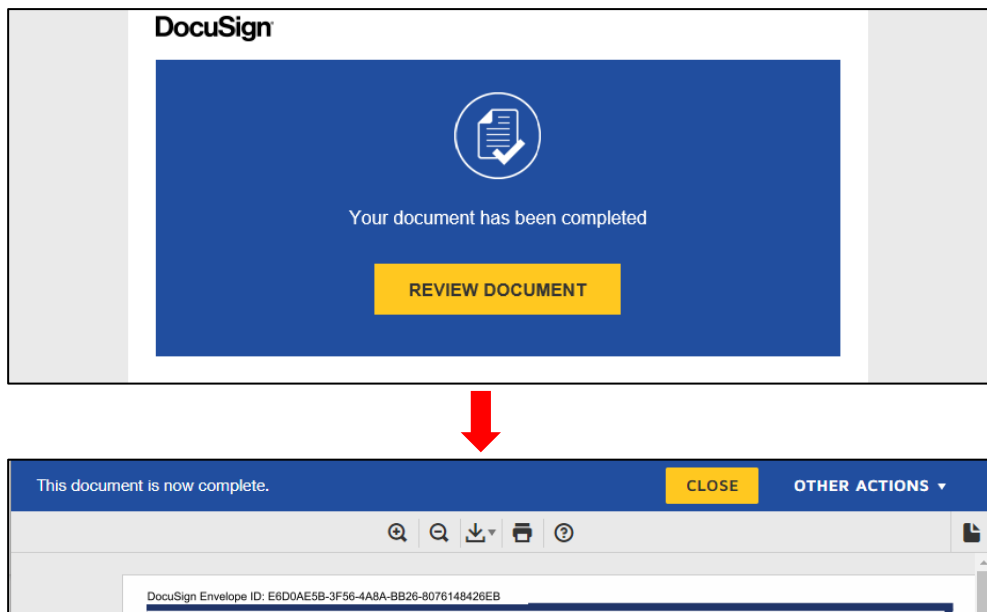 DocuSign
Your document has been completed
REVIEW DOCUMENT
This document is now complete.
CLOSE
OTHER ACTIONS
DocuSign Envelope ID: E6D0AE5B-3F56-4A8A-BB26-8076148426EB